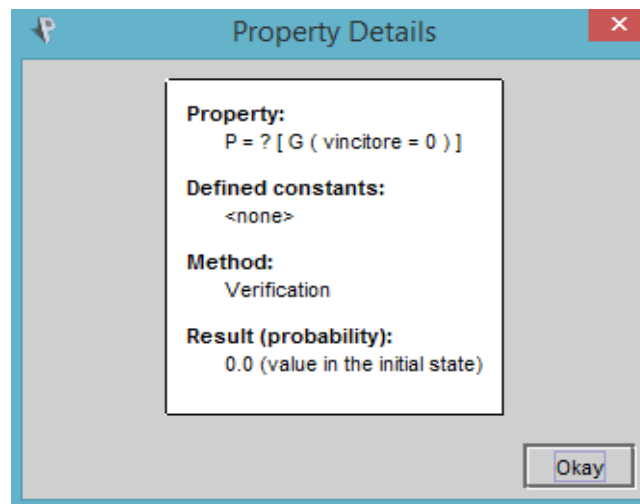 Property Details
Property:
P = ? [ G ( vincitore = 0 ) ]
Defined constants:
<none>
Method:
Verification
Result (probability):
0.0 (value in the initial state)
Okay